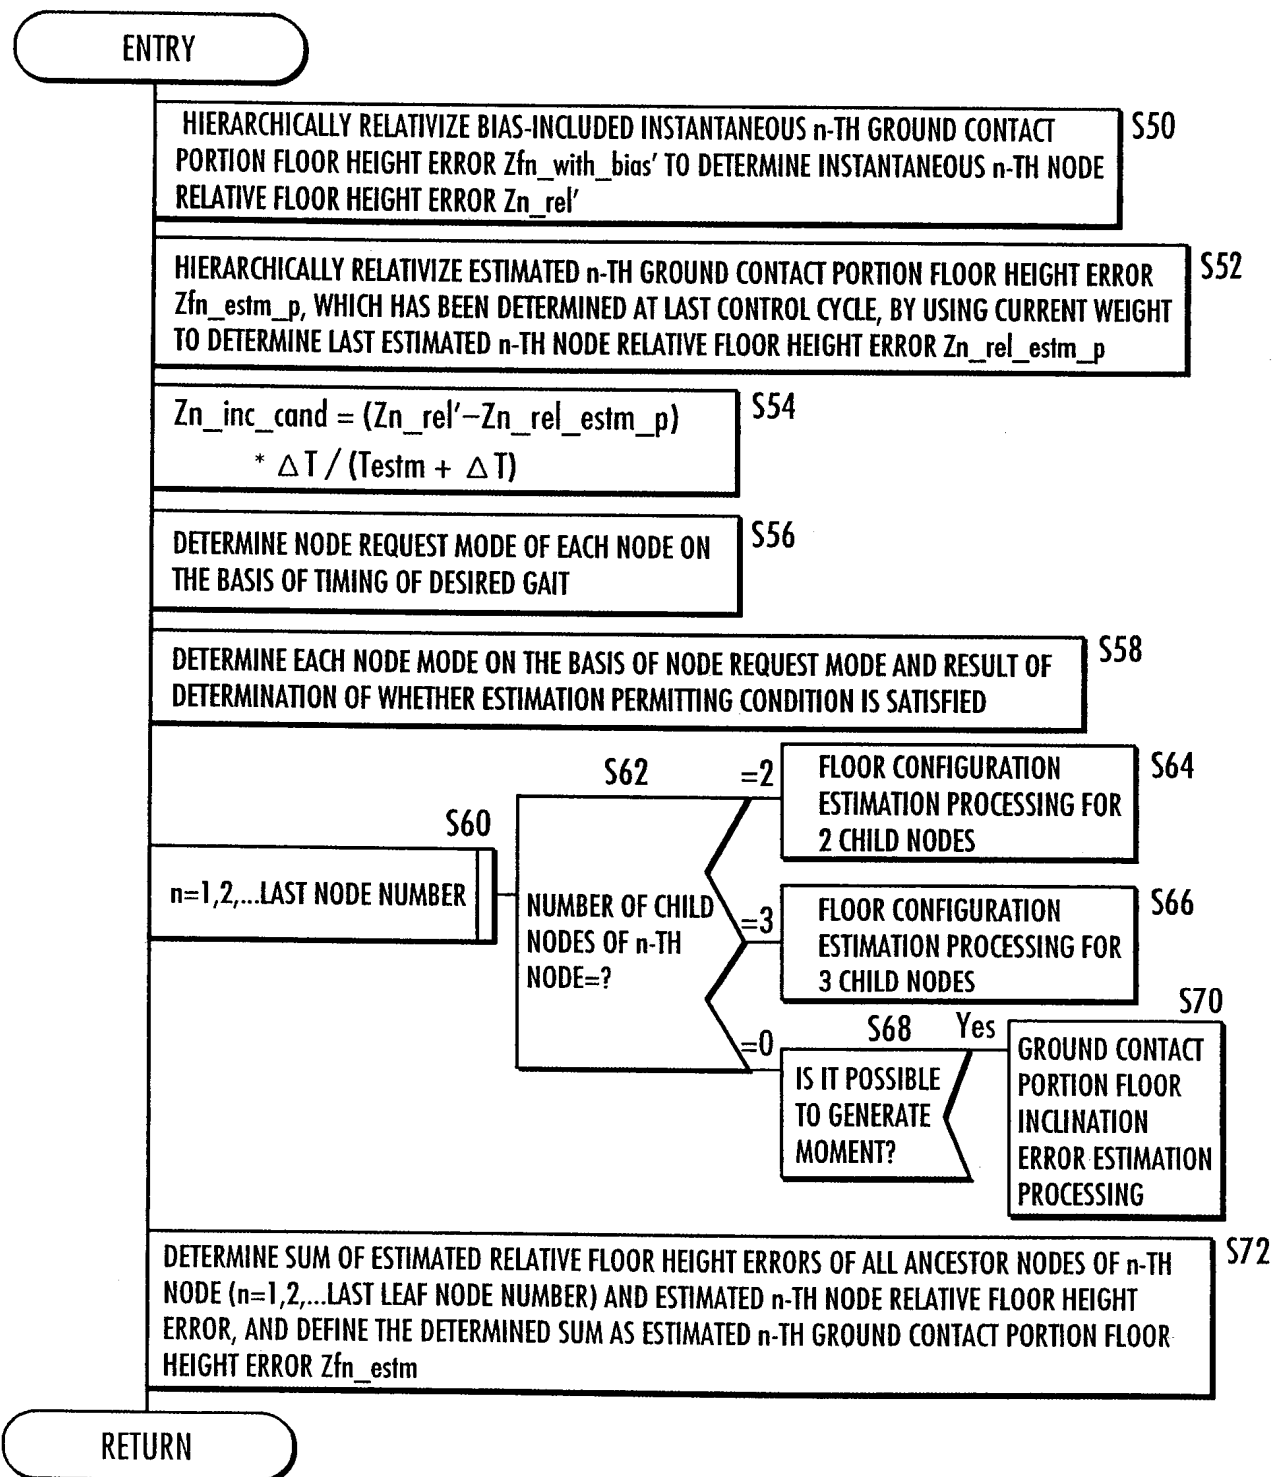 ENTRY
HIERARCHICALLY RELATIVIZE BIAS-INCLUDED INSTANTANEOUS n-TH GROUND CONTACT
PORTION FLOOR HEIGHT ERROR Zfn_with_bias' TO DETERMINE INSTANTANEOUS n-TH NODE
RELATIVE FLOOR HEIGHT ERROR Zn_rel'
S50
HIERARCHICALLY RELATIVIZE ESTIMATED n-TH GROUND CONTACT PORTION FLOOR HEIGHT ERROR
Zfn_estm_p, WHICH HAS BEEN DETERMINED AT LAST CONTROL CYCLE, BY USING CURRENT WEIGHT
TO DETERMINE LAST ESTIMATED n-TH NODE RELATIVE FLOOR HEIGHT ERROR Zn_rel_estm_p
S52
Zn_inc_cand = (Zn_rel'−Zn_rel_estm_p)
* △T / (Testm + △T)
S54
DETERMINE NODE REQUEST MODE OF EACH NODE ON
THE BASIS OF TIMING OF DESIRED GAIT
S56
DETERMINE EACH NODE MODE ON THE BASIS OF NODE REQUEST MODE AND RESULT OF
DETERMINATION OF WHETHER ESTIMATION PERMITTING CONDITION IS SATISFIED
S58
S60
n=1,2,...LAST NODE NUMBER
S62
NUMBER OF CHILD
NODES OF n-TH
NODE=?
=2
FLOOR CONFIGURATION
ESTIMATION PROCESSING FOR
2 CHILD NODES
S64
=3
FLOOR CONFIGURATION
ESTIMATION PROCESSING FOR
3 CHILD NODES
S66
=0
S68
IS IT POSSIBLE
TO GENERATE
MOMENT?
Yes
S70
GROUND CONTACT
PORTION FLOOR
INCLINATION
ERROR ESTIMATION
PROCESSING
DETERMINE SUM OF ESTIMATED RELATIVE FLOOR HEIGHT ERRORS OF ALL ANCESTOR NODES OF n-TH
NODE (n=1,2,...LAST LEAF NODE NUMBER) AND ESTIMATED n-TH NODE RELATIVE FLOOR HEIGHT
ERROR, AND DEFINE THE DETERMINED SUM AS ESTIMATED n-TH GROUND CONTACT PORTION FLOOR
HEIGHT ERROR Zfn_estm
S72
RETURN